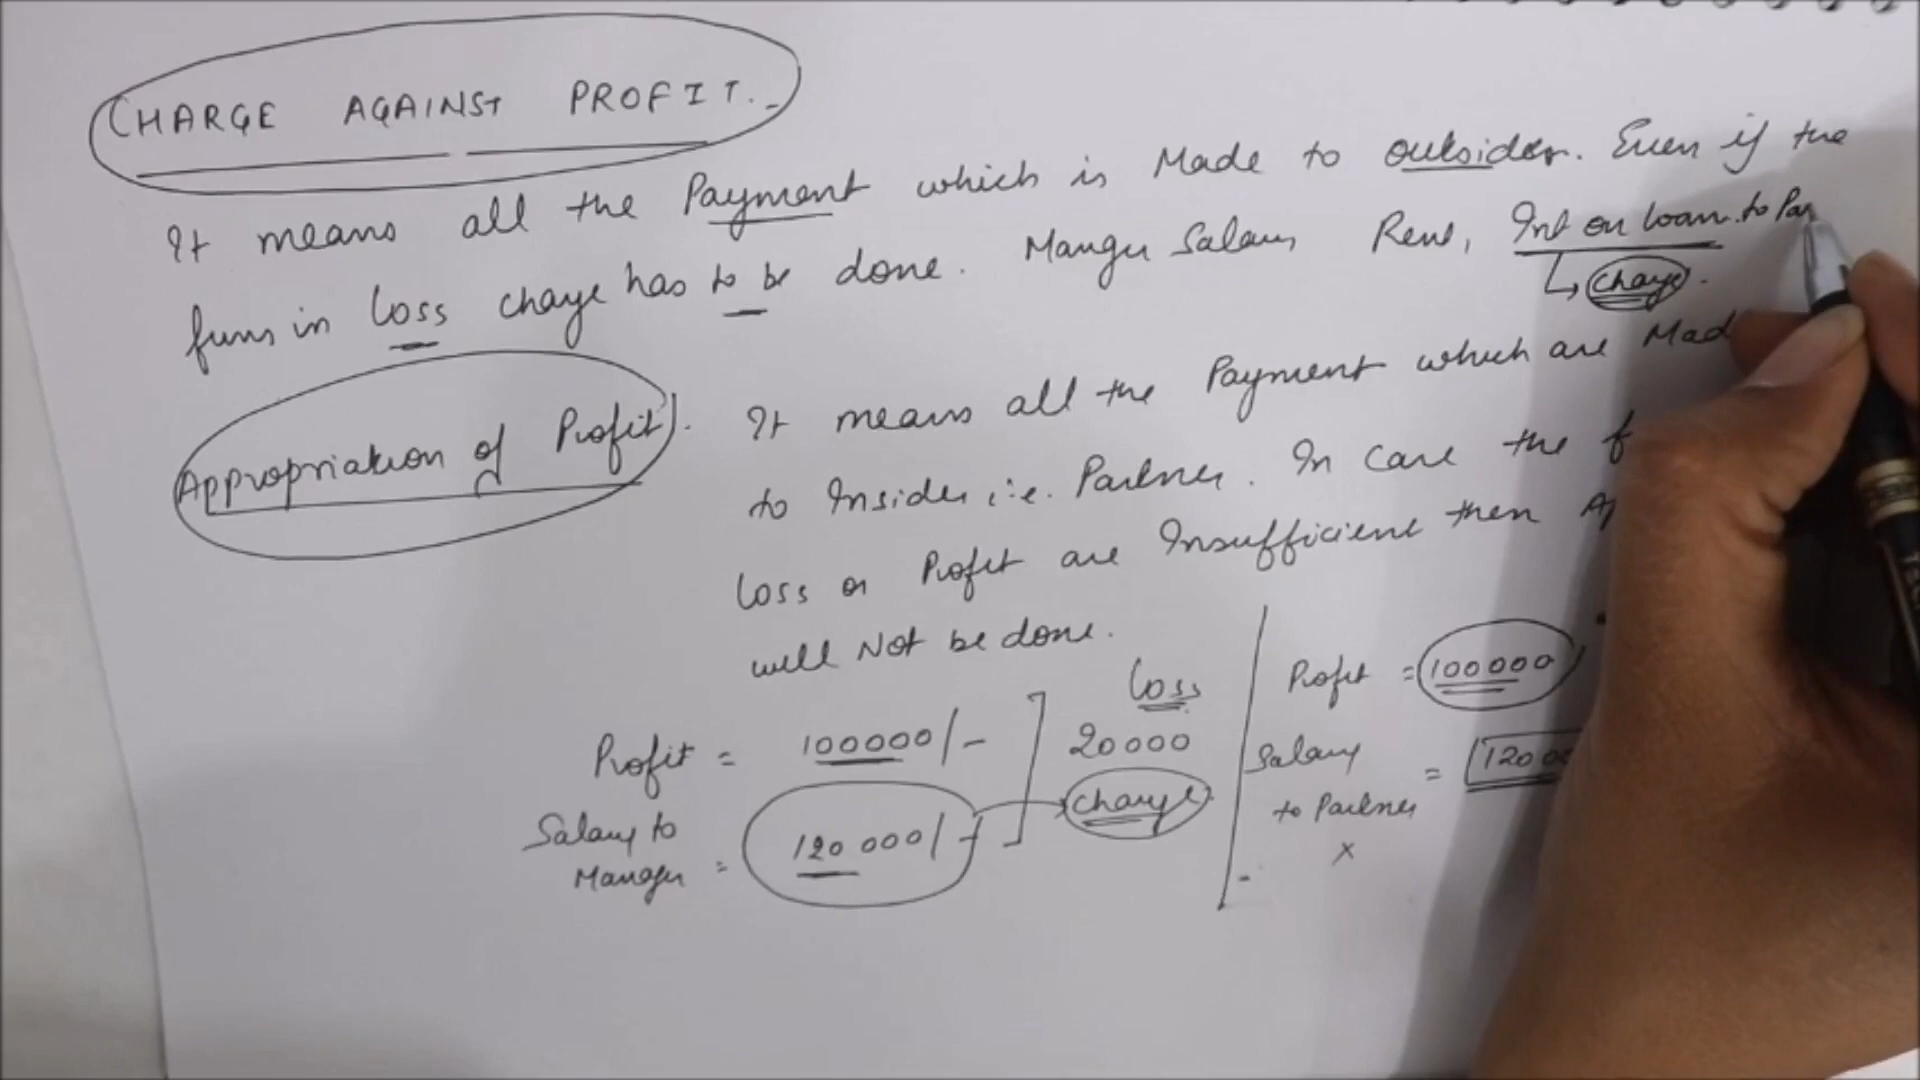 CHARGE AGAINST PROFIT.
It means all the Payment which is Made to outsider. Even if the
firm in loss charge has to be done. Manger Salary Rent, Int on loan to Par
charge.
Appropriation of Profit. It means all the Payment which are Mad
to Insider i.e. Partner. In case the f
loss or Profit are Insufficient then Ap
will Not be done.
Profit = 100000/- Loss 20000
Salary to Manager = 120000/- charge
Profit = 100000
Salary to Partner = 12000
x